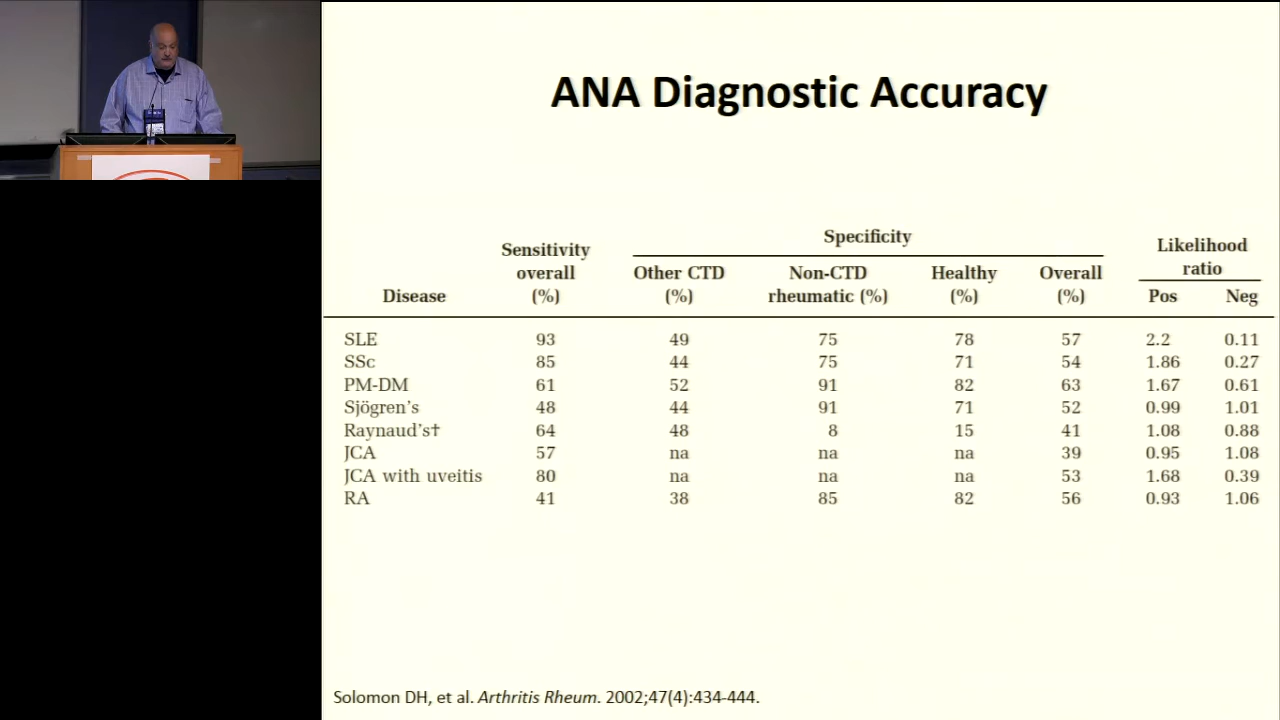 ANA Diagnostic Accuracy
Specificity
Sensitivity Likelihood
overall Other CTD Non-CTD Healthy Overall ratio
Disease (%) (%) rheumatic (%) (%) (%) Pos Neg
SLE 93 49 75 78 57 2.2 0.11
SSc 85 44 75 71 54 1.86 0.27
PM-DM 61 52 91 82 63 1.67 0.61
Sjögren's 48 44 91 71 52 0.99 1.01
Raynaud's† 64 48 8 15 41 1.08 0.88
JCA 57 na na na 39 0.95 1.08
JCA with uveitis 80 na na na 53 1.68 0.39
RA 41 38 85 82 56 0.93 1.06
Solomon DH, et al. Arthritis Rheum. 2002;47(4):434-444.